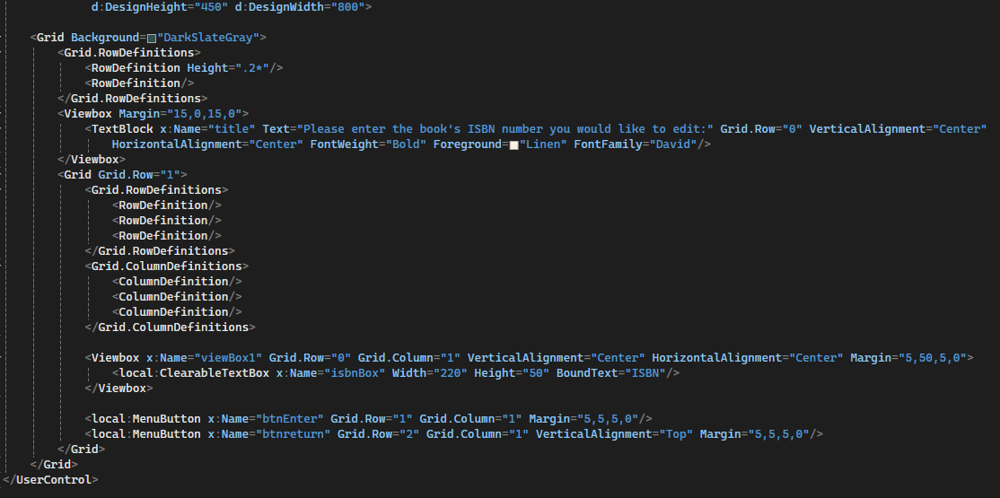 d:DesignHeight="450" d:DesignWidth="800">
<Grid Background="DarkSlateGray">
<Grid.RowDefinitions>
<RowDefinition Height=".2*"/>
<RowDefinition/>
</Grid.RowDefinitions>
<Viewbox Margin="15,0,15,0">
<TextBlock x:Name="title" Text="Please enter the book's ISBN number you would like to edit:" Grid.Row="0" VerticalAlignment="Center"
HorizontalAlignment="Center" FontWeight="Bold" Foreground="Linen" FontFamily="David"/>
</Viewbox>
<Grid Grid.Row="1">
<Grid.RowDefinitions>
<RowDefinition/>
<RowDefinition/>
<RowDefinition/>
</Grid.RowDefinitions>
<Grid.ColumnDefinitions>
<ColumnDefinition/>
<ColumnDefinition/>
<ColumnDefinition/>
</Grid.ColumnDefinitions>
<Viewbox x:Name="viewBox1" Grid.Row="0" Grid.Column="1" VerticalAlignment="Center" HorizontalAlignment="Center" Margin="5,50,5,0">
<local:ClearableTextBox x:Name="isbnBox" Width="220" Height="50" BoundText="ISBN"/>
</Viewbox>
<local:MenuButton x:Name="btnEnter" Grid.Row="1" Grid.Column="1" Margin="5,5,5,0"/>
<local:MenuButton x:Name="btnreturn" Grid.Row="2" Grid.Column="1" VerticalAlignment="Top" Margin="5,5,5,0"/>
</Grid>
</Grid>
</UserControl>